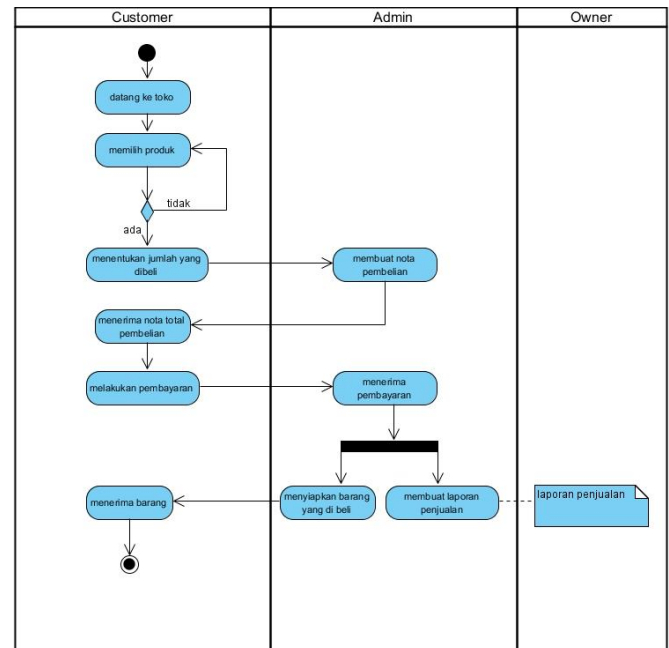 Customer
Admin
Owner
datang ke toko
memilih produk
tidak
ada
menentukan jumlah yang
dibeli
membuat nota
pembelian
menerima nota total
pembelian
melakukan pembayaran
menerima
pembayaran
menerima barang
menyiapkan barang
yang di beli
membuat laporan
penjualan
laporan penjualan